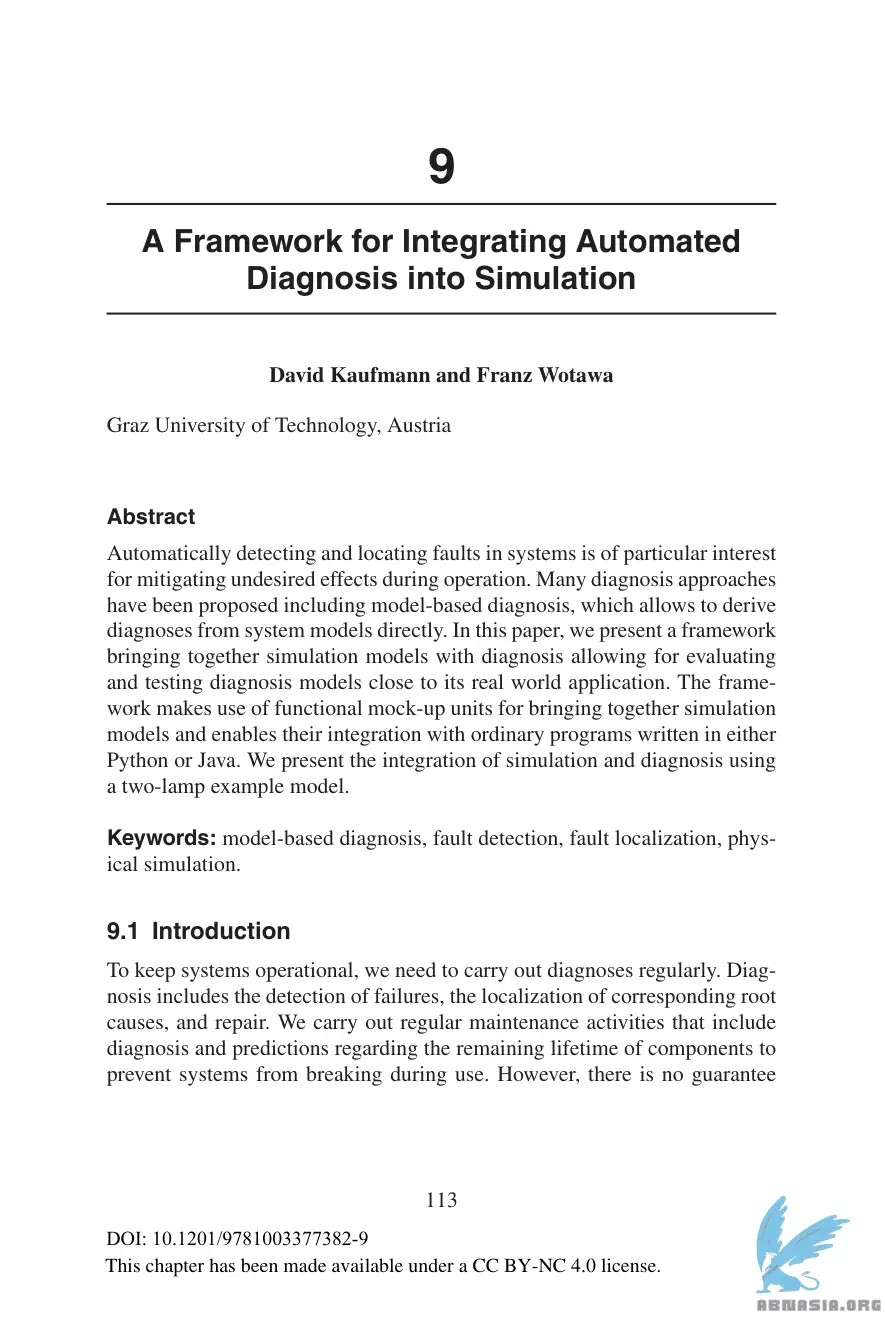 9
A Framework for Integrating Automated
Diagnosis into Simulation
David Kaufmann and Franz Wotawa
Graz University of Technology, Austria
Abstract
Automatically detecting and locating faults in systems is of particular interest
for mitigating undesired effects during operation. Many diagnosis approaches
have been proposed including model-based diagnosis, which allows to derive
diagnoses from system models directly. In this paper, we present a framework
bringing together simulation models with diagnosis allowing for evaluating
and testing diagnosis models close to its real world application. The frame-
work makes use of functional mock-up units for bringing together simulation
models and enables their integration with ordinary programs written in either
Python or Java. We present the integration of simulation and diagnosis using
a two-lamp example model.
Keywords: model-based diagnosis, fault detection, fault localization, phys-
ical simulation.
9.1 Introduction
To keep systems operational, we need to carry out diagnoses regularly. Diag-
nosis includes the detection of failures, the localization of corresponding root
causes, and repair. We carry out regular maintenance activities that include
diagnosis and predictions regarding the remaining lifetime of components to
prevent systems from breaking during use. However, there is no guarantee
113
DOI: 10.1201/9781003377382-9
This chapter has been made available under a CC BY-NC 4.0 license.
ABNASIA.ORG